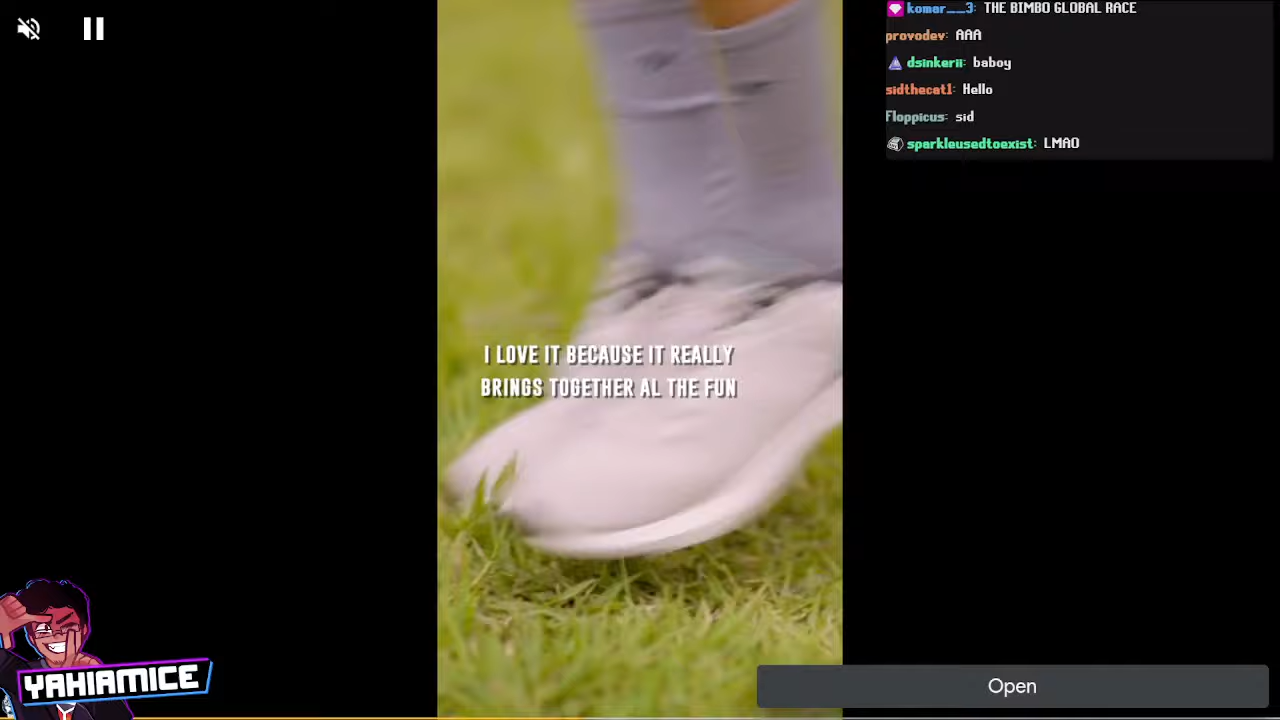 komar__3: THE BIMBO GLOBAL RACE
provodev: AAA
dsinkerii: baboy
sidthecat1: Hello
Floppicus: sid
sparkleusedtoexist: LMAO
I LOVE IT BECAUSE IT REALLY
BRINGS TOGETHER AL THE FUN
YAHIAMICE
Open